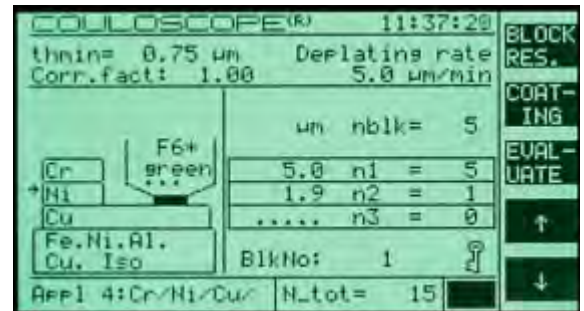 COULOSCOPE(R) 11:37:20
thmin= 0.75 µm Deplating rate
Corr.fact: 1.00 5.0 µm/min
µm nblk= 5
F6*
green
Cr 5.0 n1 = 5
→Ni 1.9 n2 = 1
Cu ..... n3 = 0
Fe.Ni.Al.
Cu. Iso BlkNo: 1
Appl 4:Cr/Ni/Cu/ N_tot= 15
BLOCK
RES.
COAT-
ING
EVAL-
UATE
↑
↓